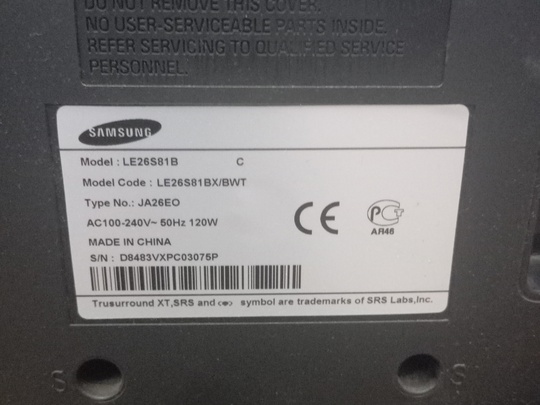 DO NOT REMOVE THIS COVER.
NO USER-SERVICEABLE PARTS INSIDE.
REFER SERVICING TO QUALIFIED SERVICE
PERSONNEL.
SAMSUNG
Model : LE26S81B C
Model Code : LE26S81BX/BWT
Type No.: JA26EO
AC100-240V~ 50Hz 120W
MADE IN CHINA
S/N : D8483VXPC03075P
CE
PCT
AЯ46
Trusurround XT,SRS and symbol are trademarks of SRS Labs,Inc.
S
S